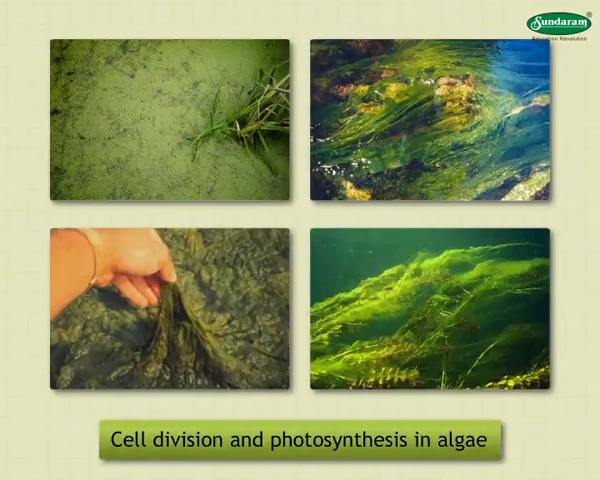 Sundaram®
Education Revolution
Cell division and photosynthesis in algae